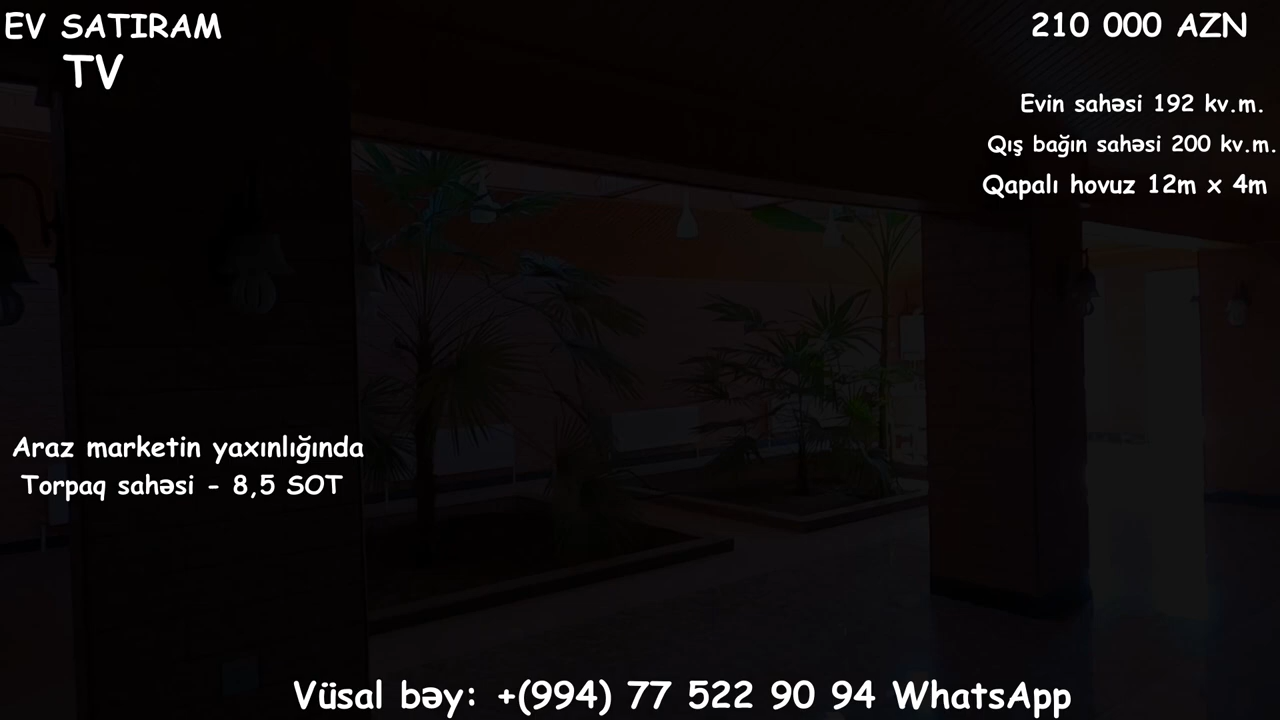 EV SATIRAM
TV
210 000 AZN
Evin sahəsi 192 kv.m.
Qış bağın sahəsi 200 kv.m.
Qapalı hovuz 12m x 4m
Araz marketin yaxınlığında
Torpaq sahəsi - 8,5 SOT
Vüsal bəy: +(994) 77 522 90 94 WhatsApp